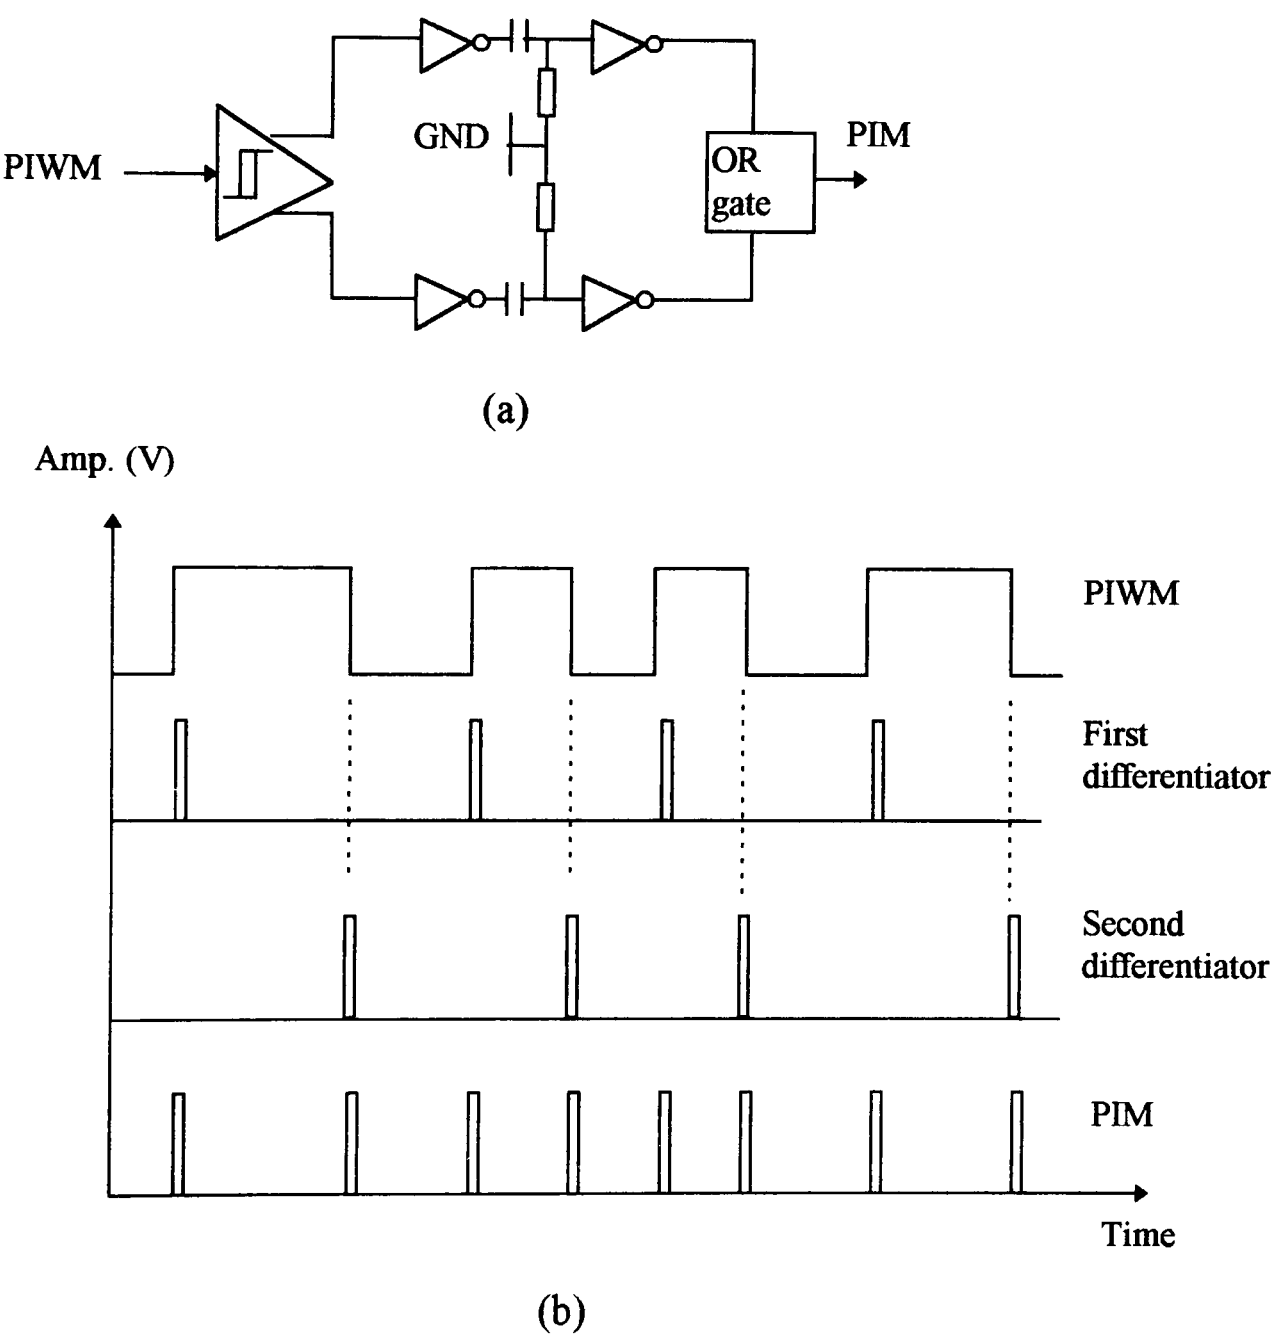 PIWM
GND
OR
gate
PIM
(a)
Amp. (V)
PIWM
First
differentiator
Second
differentiator
PIM
Time
(b)